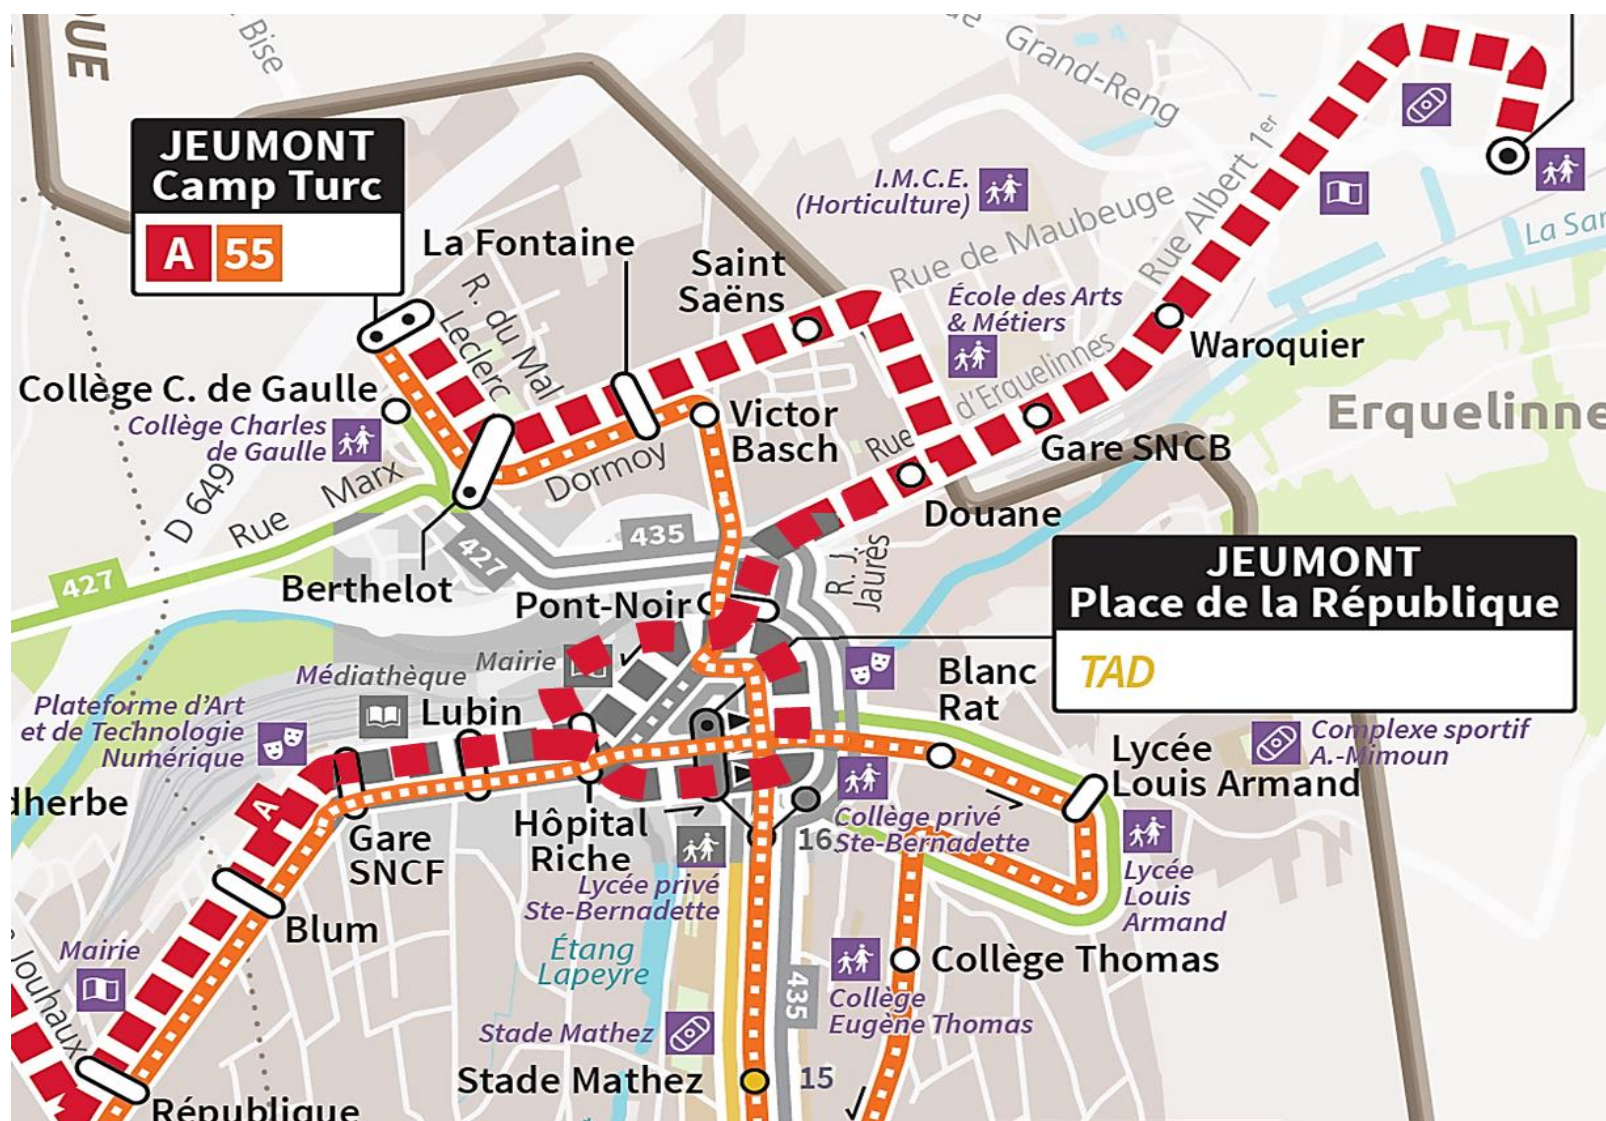 QUE
Bise
de
Grand-Reng
JEUMONT
Camp Turc
A 55
La Fontaine
R. du Mal
Leclerc
Saint
Saëns
I.M.C.E.
(Horticulture)
Rue de Maubeuge
Rue Albert 1er
La Sar
École des Arts
& Métiers
Rue d'Erquelinnes
Waroquier
Collège C. de Gaulle
Collège Charles
de Gaulle
Victor
Basch
Gare SNCB
Erquelinne
D 649
Rue Marx
Dormoy
Douane
427
427
435
R. J.
Jaurès
Berthelot
Pont-Noir
JEUMONT
Place de la République
TAD
Mairie
Médiathèque
Lubin
Blanc
Rat
Plateforme d'Art
et de Technologie
Numérique
Complexe sportif
A.-Mimoun
Lycée
Louis Armand
dherbe
A
Gare
SNCF
Hôpital
Riche
16
Collège privé
Ste-Bernadette
Lycée privé
Ste-Bernadette
Lycée
Louis
Armand
Blum
Étang
Lapeyre
Mairie
Jouhaux
Collège Thomas
Collège
Eugène Thomas
435
Stade Mathez
Stade Mathez
15
République